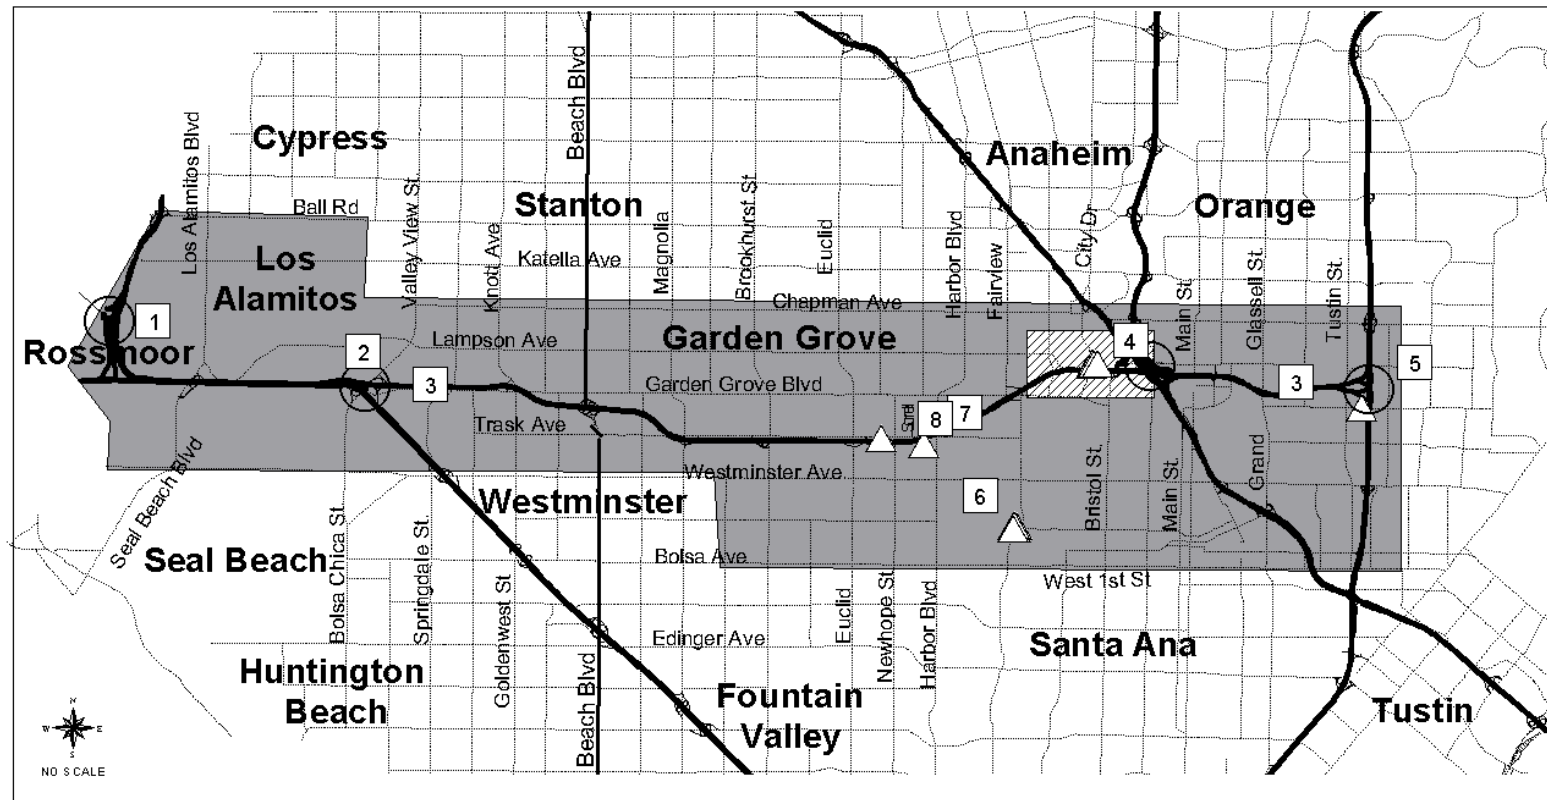 Beach Blvd
Cypress
Los Alamitos Blvd
Anaheim
Ball Rd
Stanton
Orange
Valley View St.
Knott Ave
Katella Ave
Magnolia
Brookhurst St.
Euclid
Harbor Blvd
Fairview
City Dr
Main St.
Glassell St.
Tustin St.
Los
Alamitos
Chapman Ave
1
Rossmoor
2
Lampson Ave
Garden Grove
4
5
3
Garden Grove Blvd
3
Trask Ave
8
7
Westminster Ave
Bristol St.
Main St.
Grand
Seal Beach Blvd
Westminster
6
Seal Beach
Bolsa Chica St.
Springdale St.
Goldenwest St
Bolsa Ave
West 1st St
Euclid
Newhope St.
Harbor Blvd
Edinger Ave
Santa Ana
Huntington
Beach
Beach Blvd
Fountain
Valley
Tustin
N
W
E
S
NO SCALE